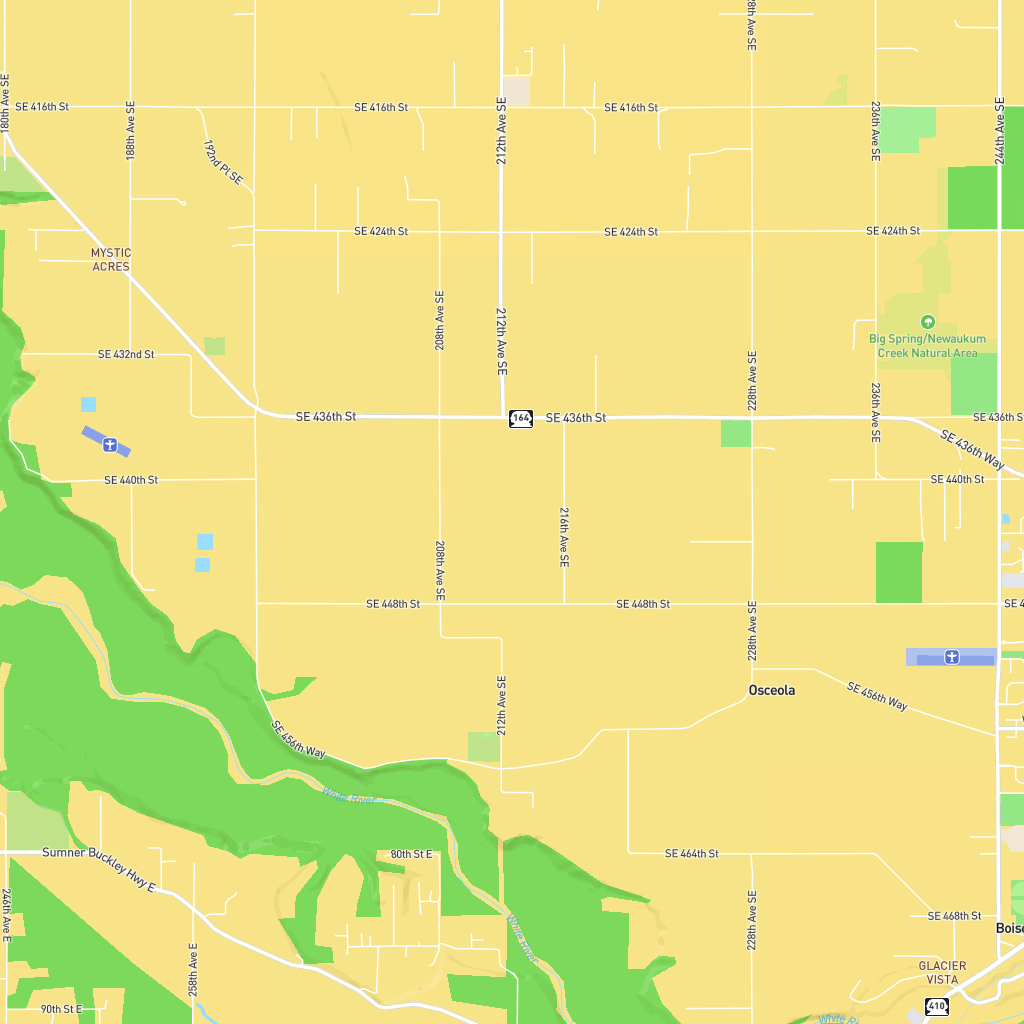 228th Ave SE
180th Ave SE
SE 416th St
188th Ave SE
SE 416th St
212th Ave SE
SE 416th St
236th Ave SE
244th Ave SE
192nd Pl SE
SE 424th St
SE 424th St
SE 424th St
MYSTIC
ACRES
208th Ave SE
212th Ave SE
Big Spring/Newaukum
Creek Natural Area
SE 432nd St
228th Ave SE
236th Ave SE
SE 436th St
164
SE 436th St
SE 436th St
SE 436th Way
SE 440th St
SE 440th St
216th Ave SE
208th Ave SE
SE 448th St
SE 448th St
228th Ave SE
212th Ave SE
Osceola
SE 456th Way
SE 456th Way
White River
Sumner Buckley Hwy E
80th St E
SE 464th St
246th Ave E
258th Ave E
White River
228th Ave SE
SE 468th St
GLACIER
VISTA
90th St E
410